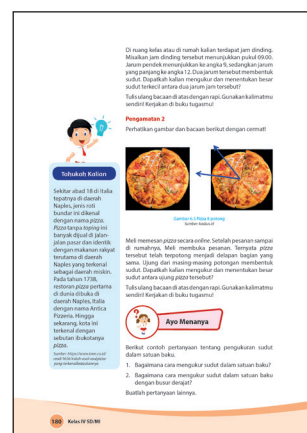 Di ruang kelas atau di rumah kalian terdapat jam dinding.
Misalkan jam dinding tersebut menunjukkan pukul 09.00.
Jarum pendek menunjukkan ke angka 9, sedangkan jarum
yang panjang ke angka 12. Dua jarum tersebut membentuk
sudut. Dapatkah kalian mengukur dan menentukan besar
sudut terkecil antara dua jarum jam tersebut?
Tulis ulang bacaan di atas dengan rapi. Gunakan kalimatmu
sendiri! Kerjakan di buku tugasmu!
Pengamatan 2
Perhatikan gambar dan bacaan berikut dengan cermat!
Gambar 6.3 Pizza 8 potong
Meli memesan pizza secara online. Setelah pesanan sampai
di rumahnya, Meli membuka pesanan. Ternyata pizza
tersebut telah terpotong menjadi delapan bagian yang
sama. Ujung dari masing-masing potongan membentuk
sudut. Dapatkah kalian mengukur dan menentukan besar
sudut antara ujung pizza tersebut?
Tulis ulang bacaan di atas dengan rapi. Gunakan kalimatmu
sendiri! Kerjakan di buku tugasmu!
Ayo Menanya
Berikut contoh pertanyaan tentang pengukuran sudut
dalam satuan baku.
1. Bagaimana cara mengukur sudut dalam satuan baku?
2. Bagaimana cara mengukur sudut dalam satuan baku
dengan busur derajat?
Buatlah pertanyaan lainnya.
Tahukah Kalian
Sekitar abad 18 di Italia
tepatnya di daerah
Naples, jenis roti
bundar ini dikenal
dengan nama pizza.
Pizza tanpa toping ini
banyak dijual di jalan-
jalan pasar dan identik
dengan makanan rakyat
terutama di daerah
Naples yang terkenal
sebagai daerah miskin.
Pada tahun 1738,
restoran pizza pertama
di dunia dibuka di
daerah Naples, Italia
dengan nama Antica
Pizzeria. Hingga
sekarang, kota ini
terkenal dengan
sebutan ibukotanya
pizza.
180 Kelas IV SD/MI